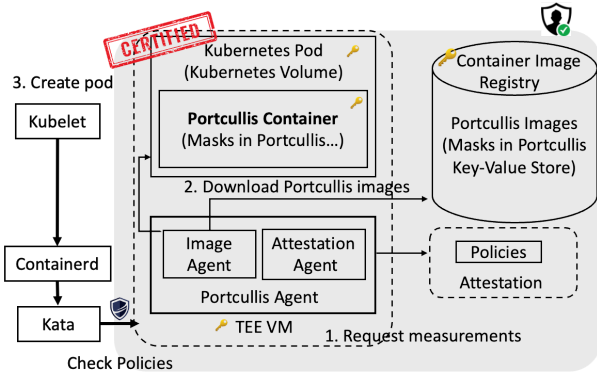 CERTIFIED
3. Create pod
Kubelet
Containerd
Kata
Check Policies
Kubernetes Pod
(Kubernetes Volume)
Portcullis Container
(Masks in Portcullis…)
2. Download Portcullis images
Image
Agent
Attestation
Agent
Portcullis Agent
TEE VM
1. Request measurements
Container Image
Registry
Portcullis Images
(Masks in Portcullis
Key-Value Store)
Policies
Attestation